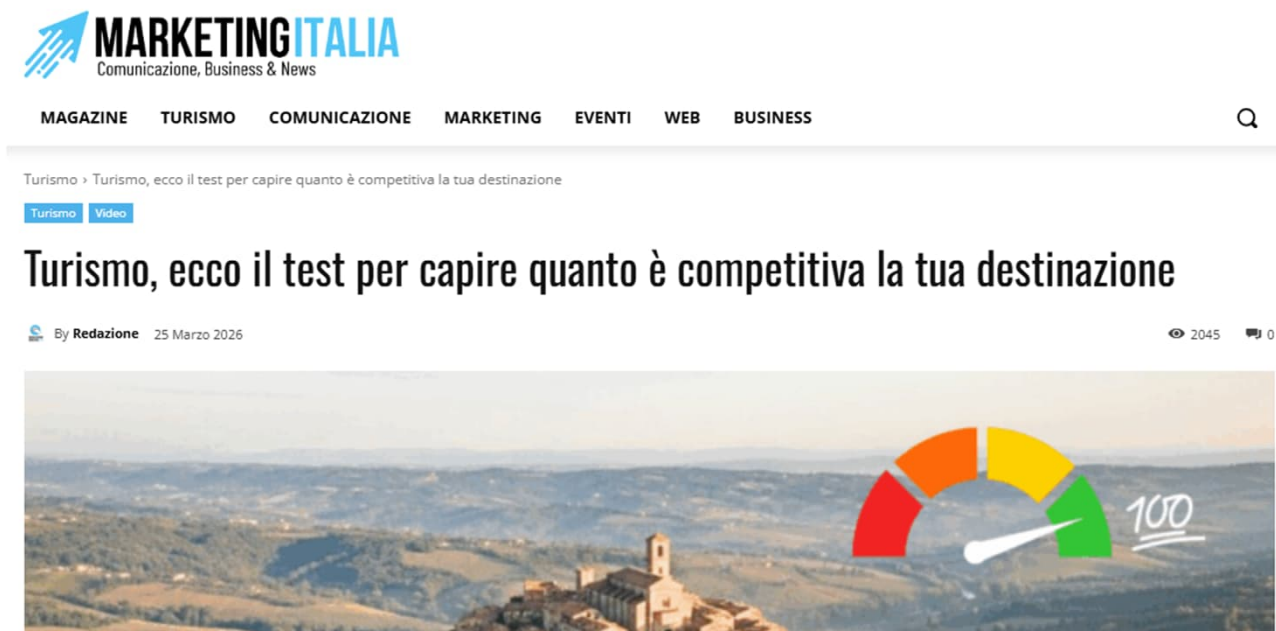 MARKETINGITALIA
Comunicazione, Business & News
MAGAZINE TURISMO COMUNICAZIONE MARKETING EVENTI WEB BUSINESS
Turismo › Turismo, ecco il test per capire quanto è competitiva la tua destinazione
Turismo Video
Turismo, ecco il test per capire quanto è competitiva la tua destinazione
By Redazione 25 Marzo 2026 2045 0
100